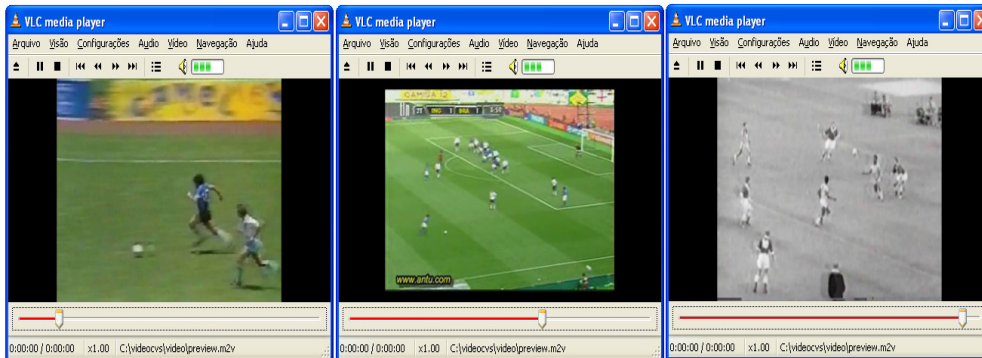 VLC media player
Arquivo Visão Configurações Audio Vídeo Navegação Ajuda
0:00:00 / 0:00:00 x1.00 C:\videocvs\video\preview.m2v
VLC media player
Arquivo Visão Configurações Audio Vídeo Navegação Ajuda
www.antu.com
0:00:00 / 0:00:00 x1.00 C:\videocvs\video\preview.m2v
VLC media player
Arquivo Visão Configurações Audio Vídeo Navegação Ajuda
0:00:00 / 0:00:00 x1.00 C:\videocvs\video\preview.m2v